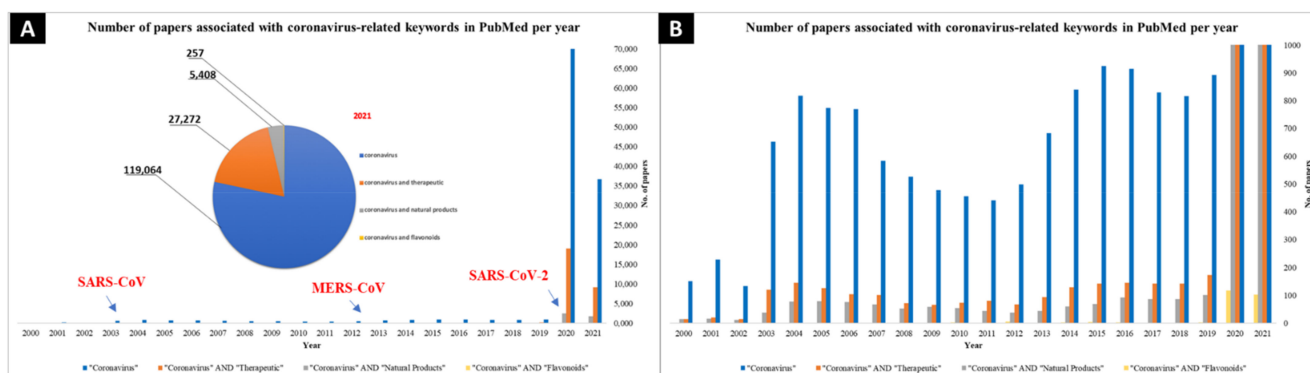 A
Number of papers associated with coronavirus-related keywords in PubMed per year
257
5,408
27,272
119,064
2021
coronavirus
coronavirus and therapeutic
coronavirus and natural products
coronavirus and flavonoids
SARS-CoV
MERS-CoV
SARS-CoV-2
70,000
65,000
60,000
55,000
50,000
45,000
40,000
35,000
30,000
25,000
20,000
15,000
10,000
5,000
0,000
No. of papers
2000 2001 2002 2003 2004 2005 2006 2007 2008 2009 2010 2011 2012 2013 2014 2015 2016 2017 2018 2019 2020 2021
Year
"Coronavirus" "Coronavirus" AND "Therapeutic" "Coronavirus" AND "Natural Products" "Coronavirus" AND "Flavonoids"
B
Number of papers associated with coronavirus-related keywords in PubMed per year
1000
900
800
700
600
500
400
300
200
100
0
No. of papers
2000 2001 2002 2003 2004 2005 2006 2007 2008 2009 2010 2011 2012 2013 2014 2015 2016 2017 2018 2019 2020 2021
Year
"Coronavirus" "Coronavirus" AND "Therapeutic" "Coronavirus" AND "Natural Products" "Coronavirus" AND "Flavonoids"